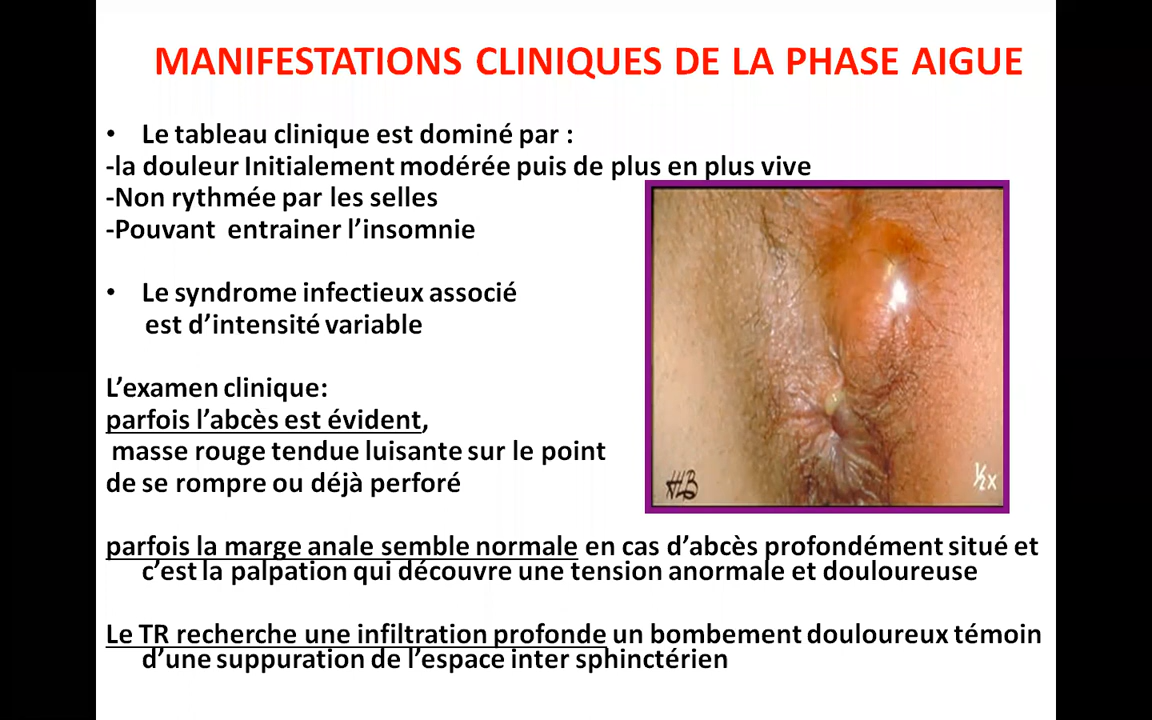 MANIFESTATIONS CLINIQUES DE LA PHASE AIGUE
• Le tableau clinique est dominé par :
-la douleur Initialement modérée puis de plus en plus vive
-Non rythmée par les selles
-Pouvant entrainer l’insomnie
• Le syndrome infectieux associé
est d’intensité variable
L’examen clinique:
parfois l’abcès est évident,
masse rouge tendue luisante sur le point
de se rompre ou déjà perforé
HLB
½x
parfois la marge anale semble normale en cas d’abcès profondément situé et
c’est la palpation qui découvre une tension anormale et douloureuse
Le TR recherche une infiltration profonde un bombement douloureux témoin
d’une suppuration de l’espace inter sphinctérien